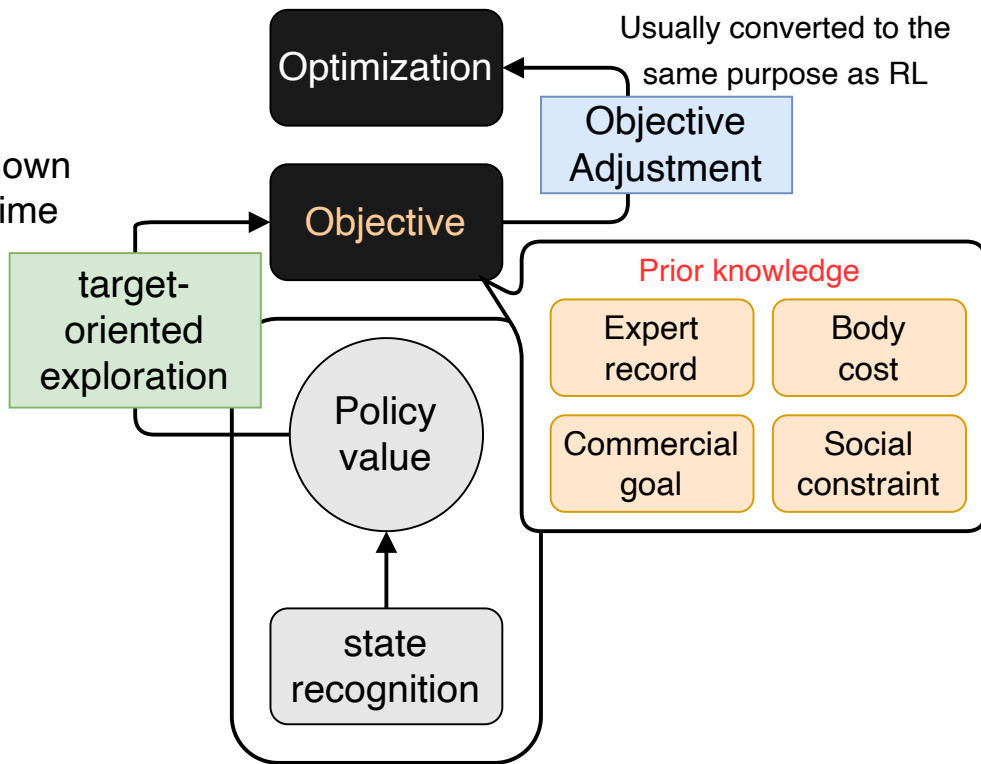 Usually converted to the
same purpose as RL
Optimization
Objective
Adjustment
ime
Objective
target-
oriented
exploration
Prior knowledge
Expert
record
Body
cost
Commercial
goal
Social
constraint
Policy
value
state
recognition